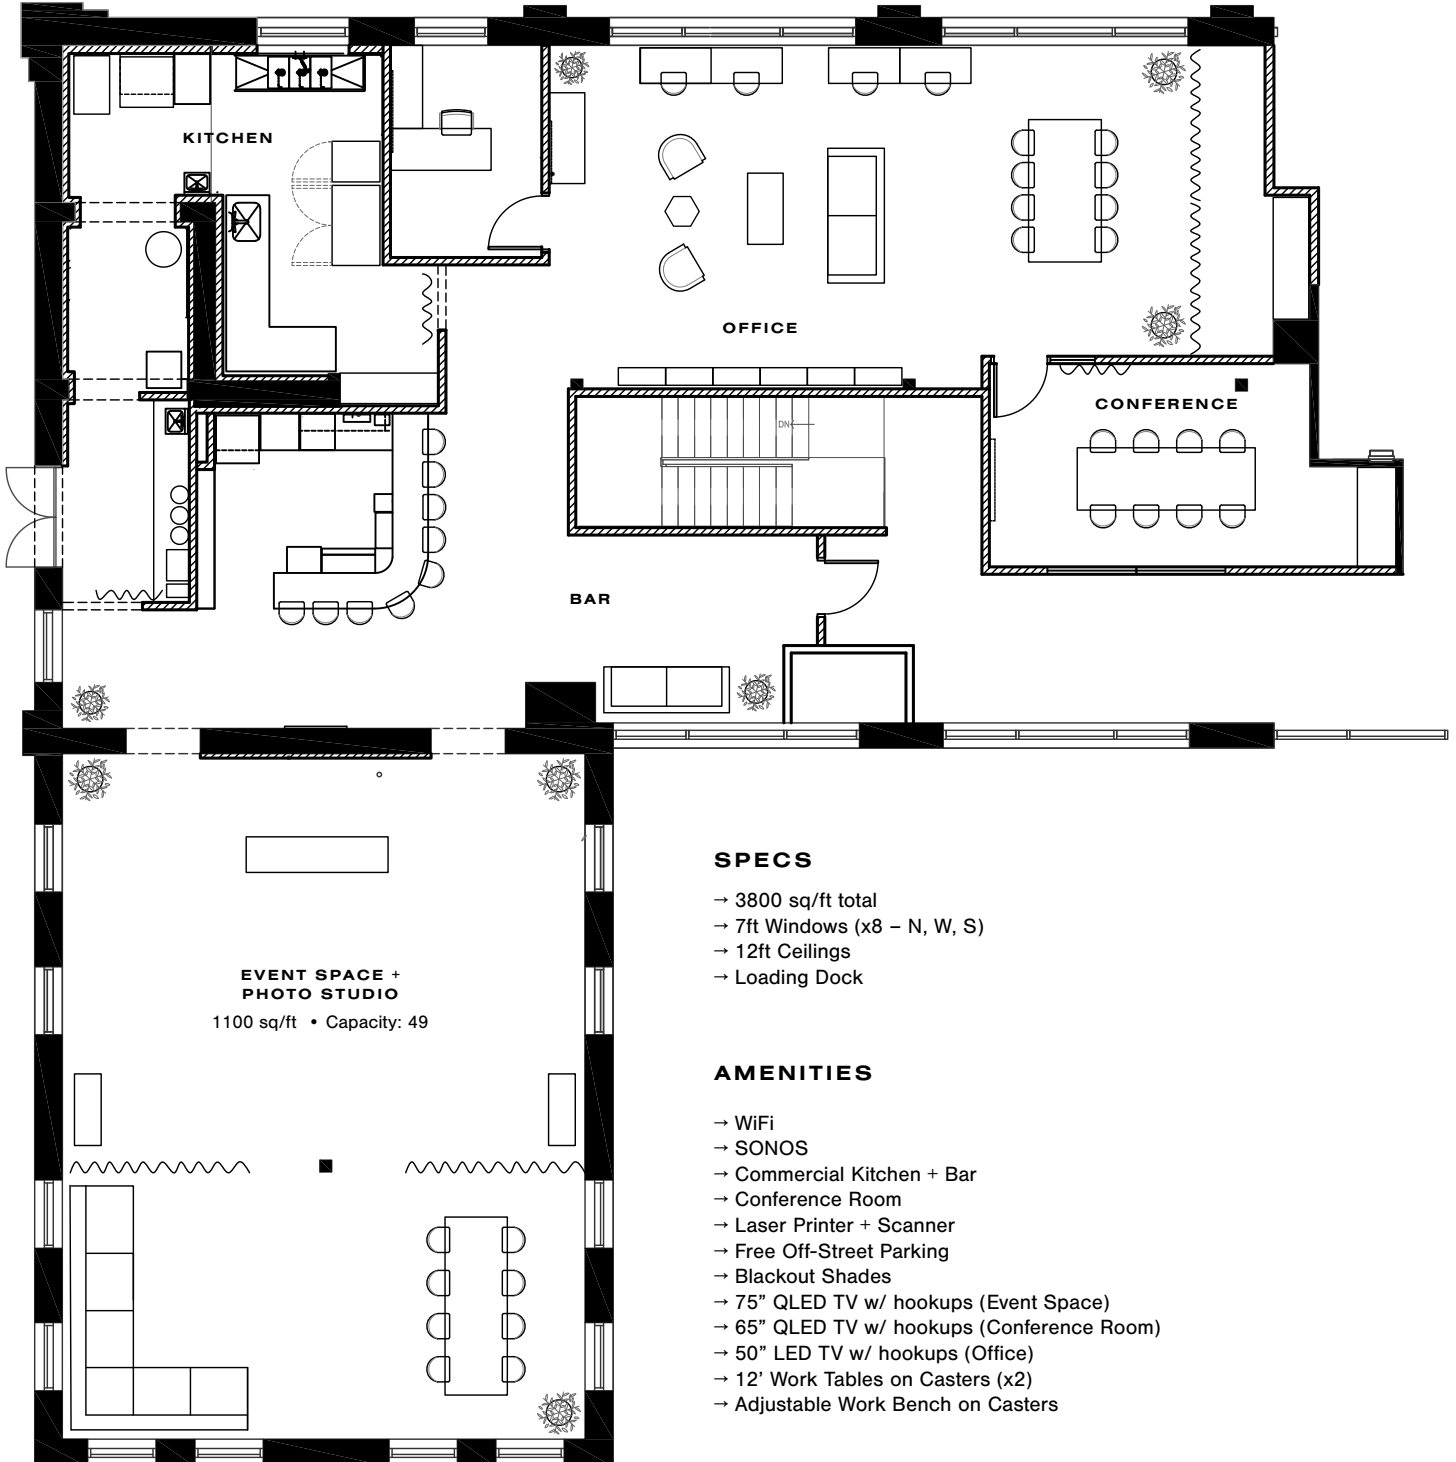 KITCHEN
OFFICE
CONFERENCE
DN
BAR
EVENT SPACE +
PHOTO STUDIO
1100 sq/ft • Capacity: 49
SPECS
→ 3800 sq/ft total
→ 7ft Windows (x8 – N, W, S)
→ 12ft Ceilings
→ Loading Dock
AMENITIES
→ WiFi
→ SONOS
→ Commercial Kitchen + Bar
→ Conference Room
→ Laser Printer + Scanner
→ Free Off-Street Parking
→ Blackout Shades
→ 75” QLED TV w/ hookups (Event Space)
→ 65” QLED TV w/ hookups (Conference Room)
→ 50” LED TV w/ hookups (Office)
→ 12’ Work Tables on Casters (x2)
→ Adjustable Work Bench on Casters